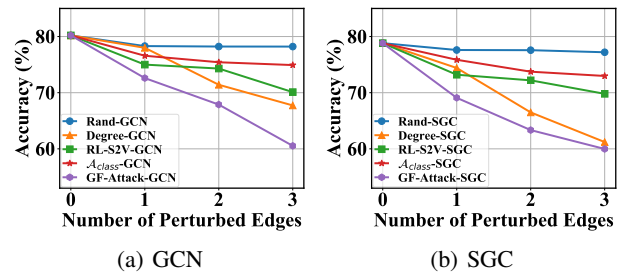 Accuracy (%)
80
70
60
Rand-GCN
Degree-GCN
RL-S2V-GCN
𝒜class-GCN
GF-Attack-GCN
0 1 2 3
Number of Perturbed Edges
(a) GCN
Accuracy (%)
80
70
60
Rand-SGC
Degree-SGC
RL-S2V-SGC
𝒜class-SGC
GF-Attack-SGC
0 1 2 3
Number of Perturbed Edges
(b) SGC